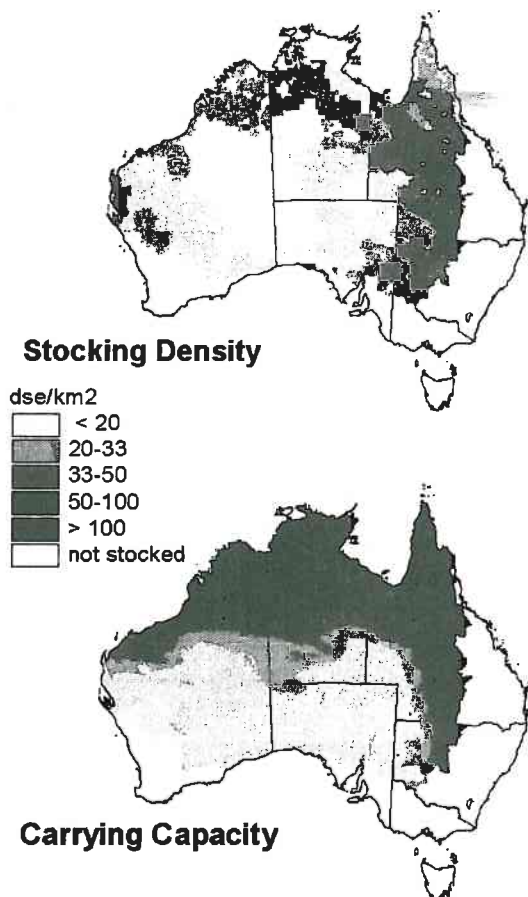 Stocking Density
dse/km2
< 20
20-33
33-50
50-100
> 100
not stocked
Carrying Capacity